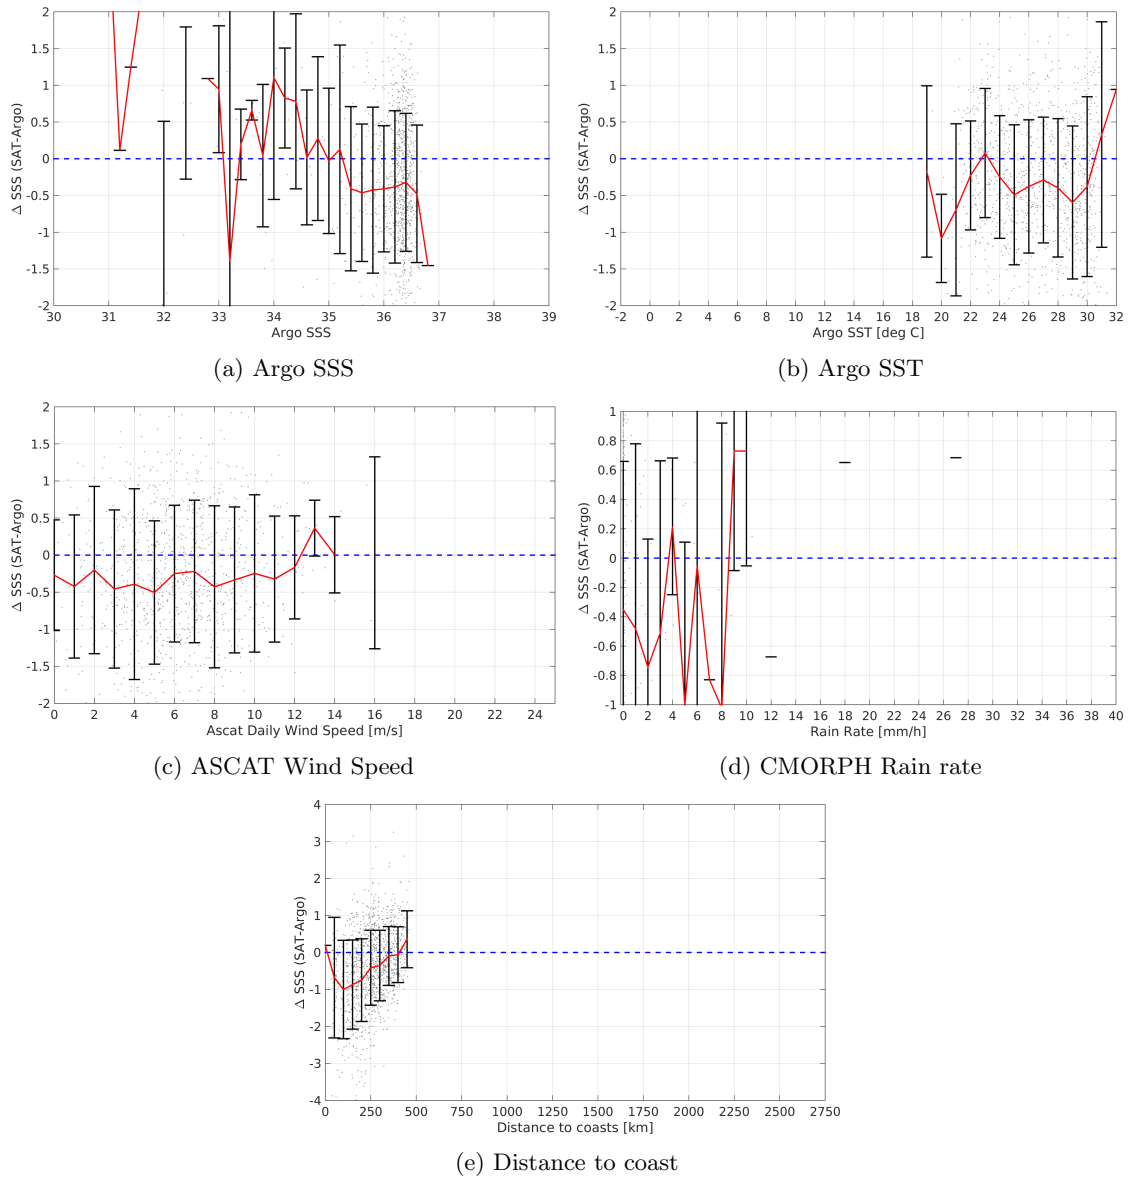 2
1.5
1
0.5
0
-0.5
-1
-1.5
-2
Δ SSS (SAT-Argo)
30 31 32 33 34 35 36 37 38 39
Argo SSS
(a) Argo SSS
2
1.5
1
0.5
0
-0.5
-1
-1.5
-2
Δ SSS (SAT-Argo)
-2 0 2 4 6 8 10 12 14 16 18 20 22 24 26 28 30 32
Argo SST [deg C]
(b) Argo SST
2
1.5
1
0.5
0
-0.5
-1
-1.5
-2
Δ SSS (SAT-Argo)
0 2 4 6 8 10 12 14 16 18 20 22 24
Ascat Daily Wind Speed [m/s]
(c) ASCAT Wind Speed
1
0.8
0.6
0.4
0.2
0
-0.2
-0.4
-0.6
-0.8
-1
Δ SSS (SAT-Argo)
0 2 4 6 8 10 12 14 16 18 20 22 24 26 28 30 32 34 36 38 40
Rain Rate [mm/h]
(d) CMORPH Rain rate
4
3
2
1
0
-1
-2
-3
-4
Δ SSS (SAT-Argo)
0 250 500 750 1000 1250 1500 1750 2000 2250 2500 2750
Distance to coasts [km]
(e) Distance to coast